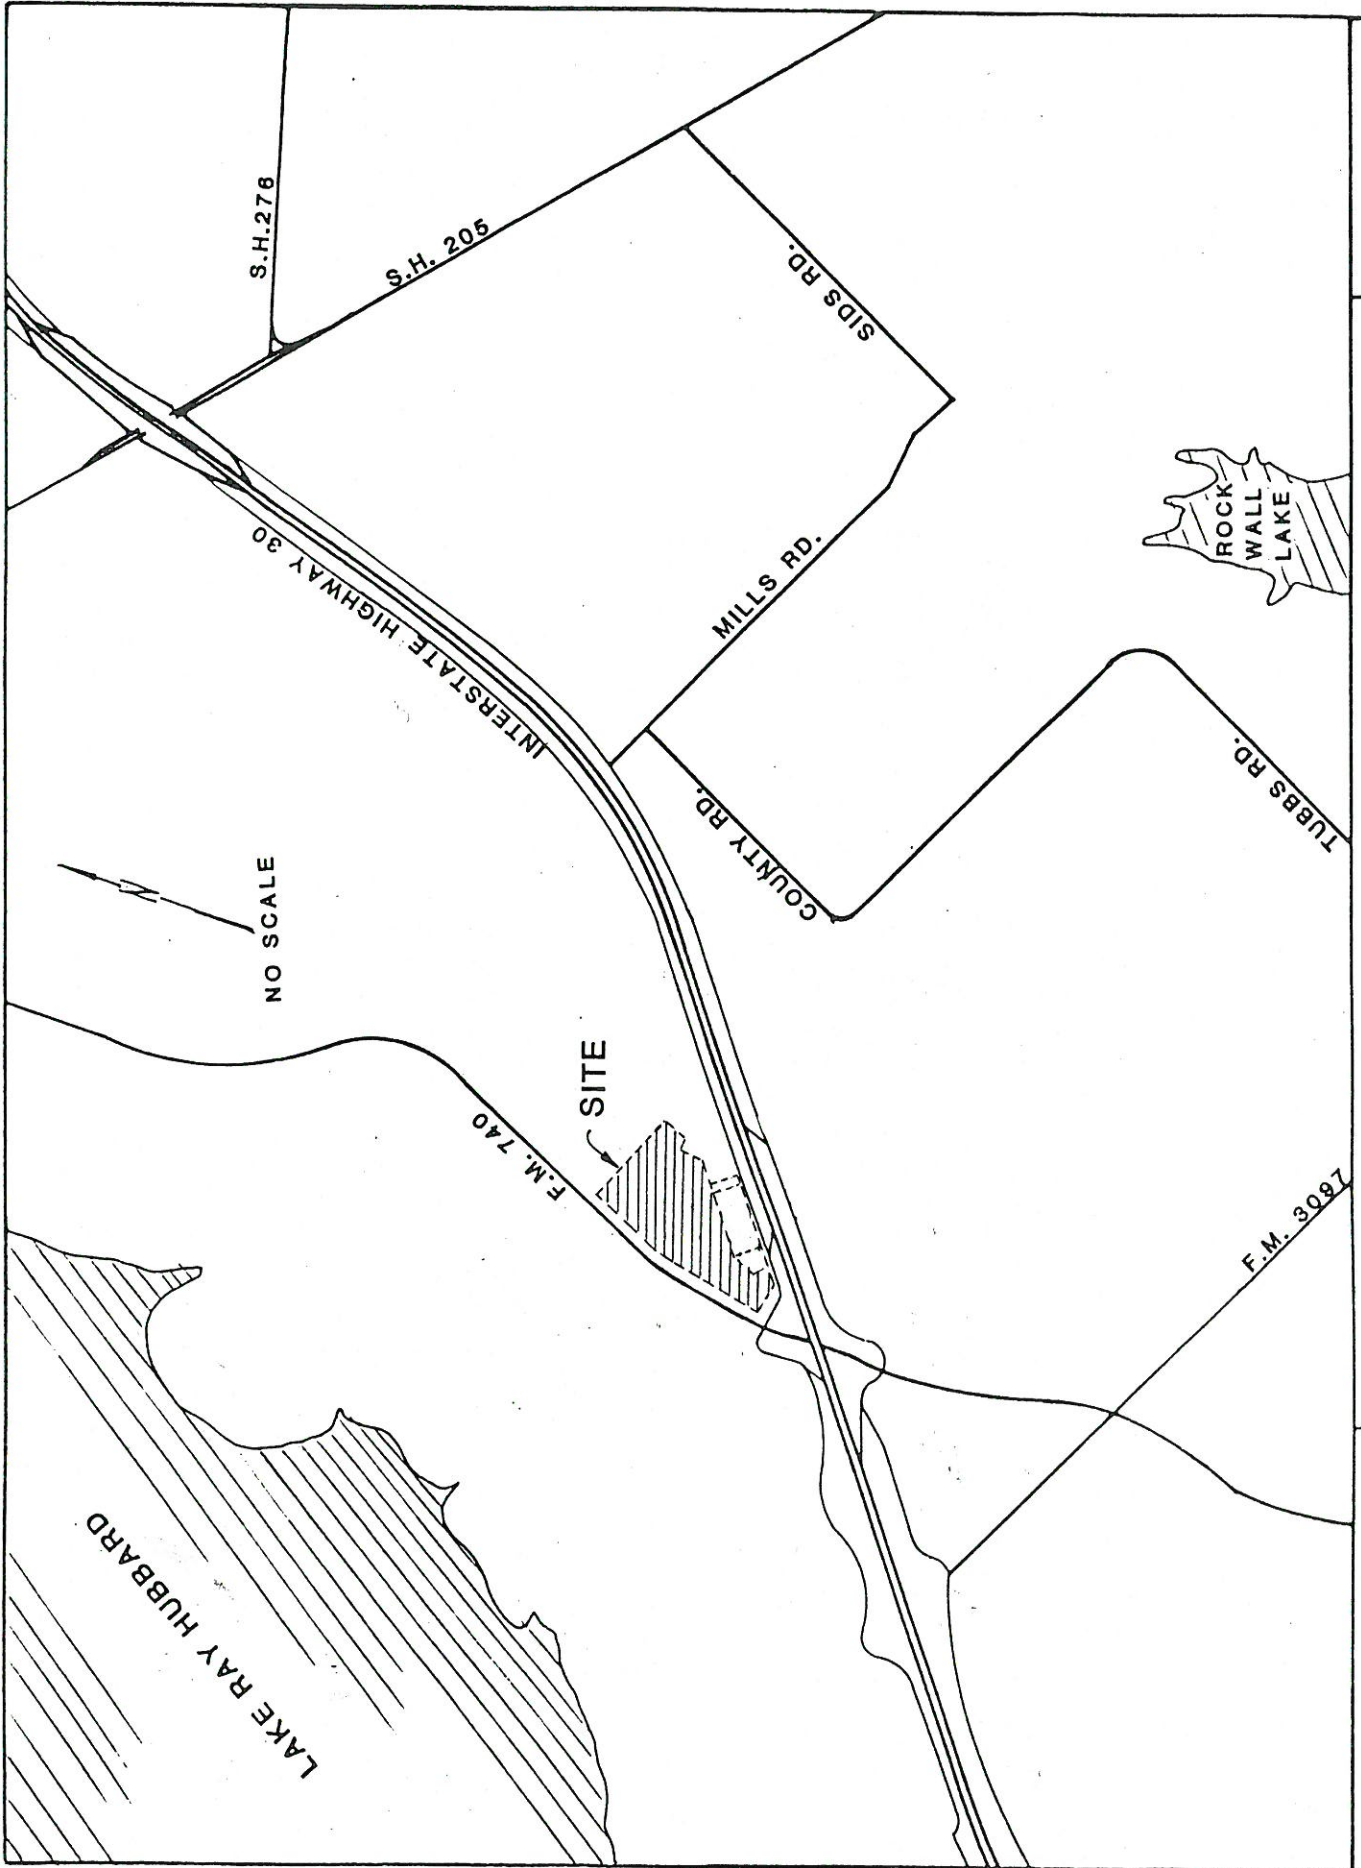 S.H.276
S.H. 205
SIDS RD.
INTERSTATE HIGHWAY 30
MILLS RD.
ROCK
WALL
LAKE
COUNTY RD.
TUBBS RD.
N
NO SCALE
SITE
F.M. 740
F.M. 3097
LAKE RAY HUBBARD